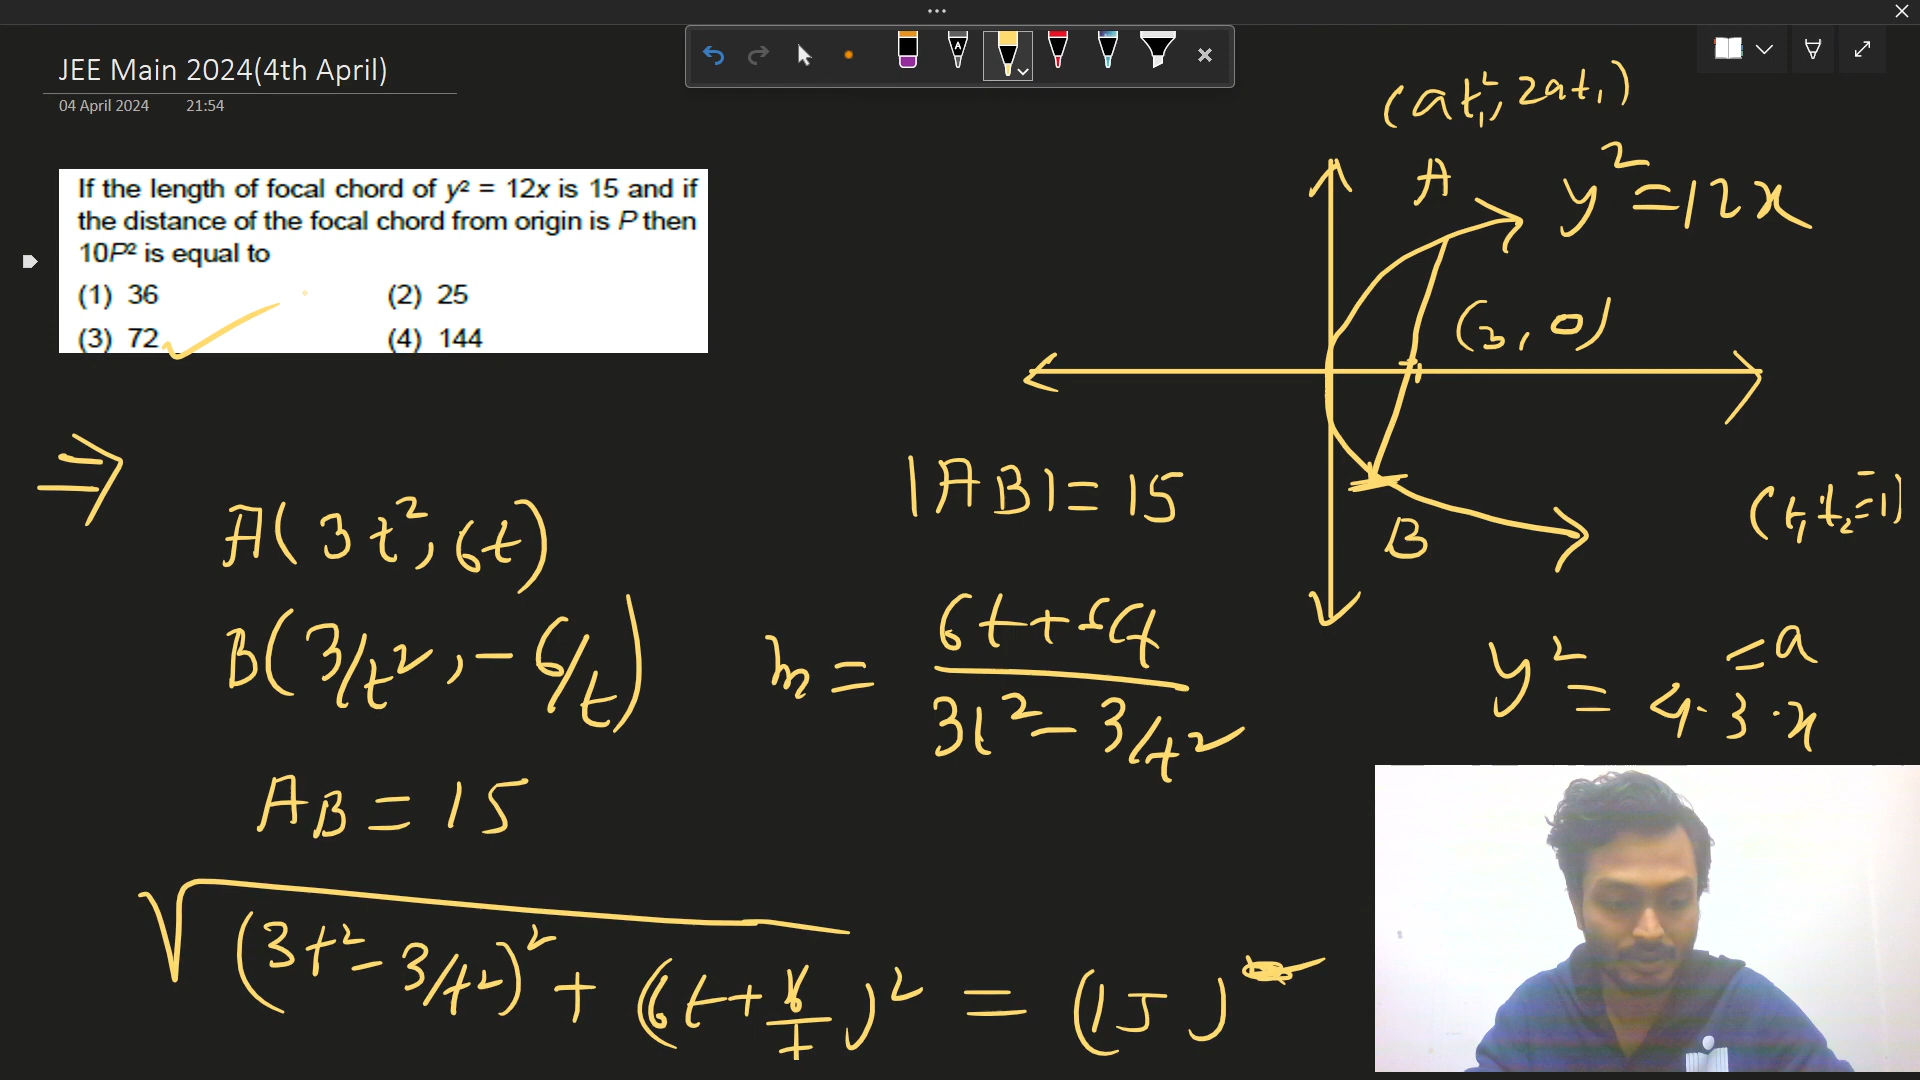 JEE Main 2024(4th April)
04 April 2024 21:54
If the length of focal chord of y² = 12x is 15 and if
the distance of the focal chord from origin is P then
10P² is equal to
(1) 36 (2) 25
(3) 72 (4) 144
(at₁², 2at₁)
A
y² = 12x
(3, 0)
B
|AB| = 15
(t₁t₂ = -1)
A(3t², 6t)
B(3/t², -6/t)
m =
3t² - 3/t²
= a
y² = 4·3·x
AB = 15
√(3t² - 3/t²)² + (6t + 6/t)² = (15)